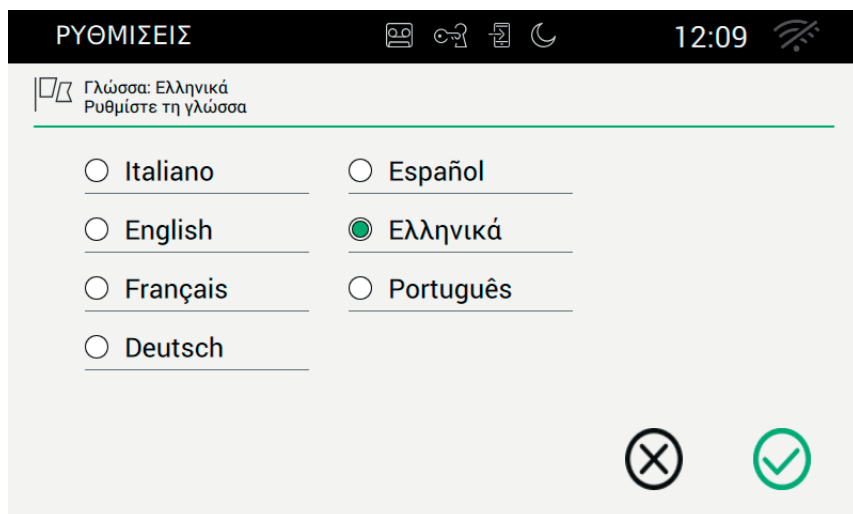 ΡΥΘΜΙΣΕΙΣ 12:09
Γλώσσα: Ελληνικά
Ρυθμίστε τη γλώσσα
Italiano
Español
English
Ελληνικά
Français
Português
Deutsch